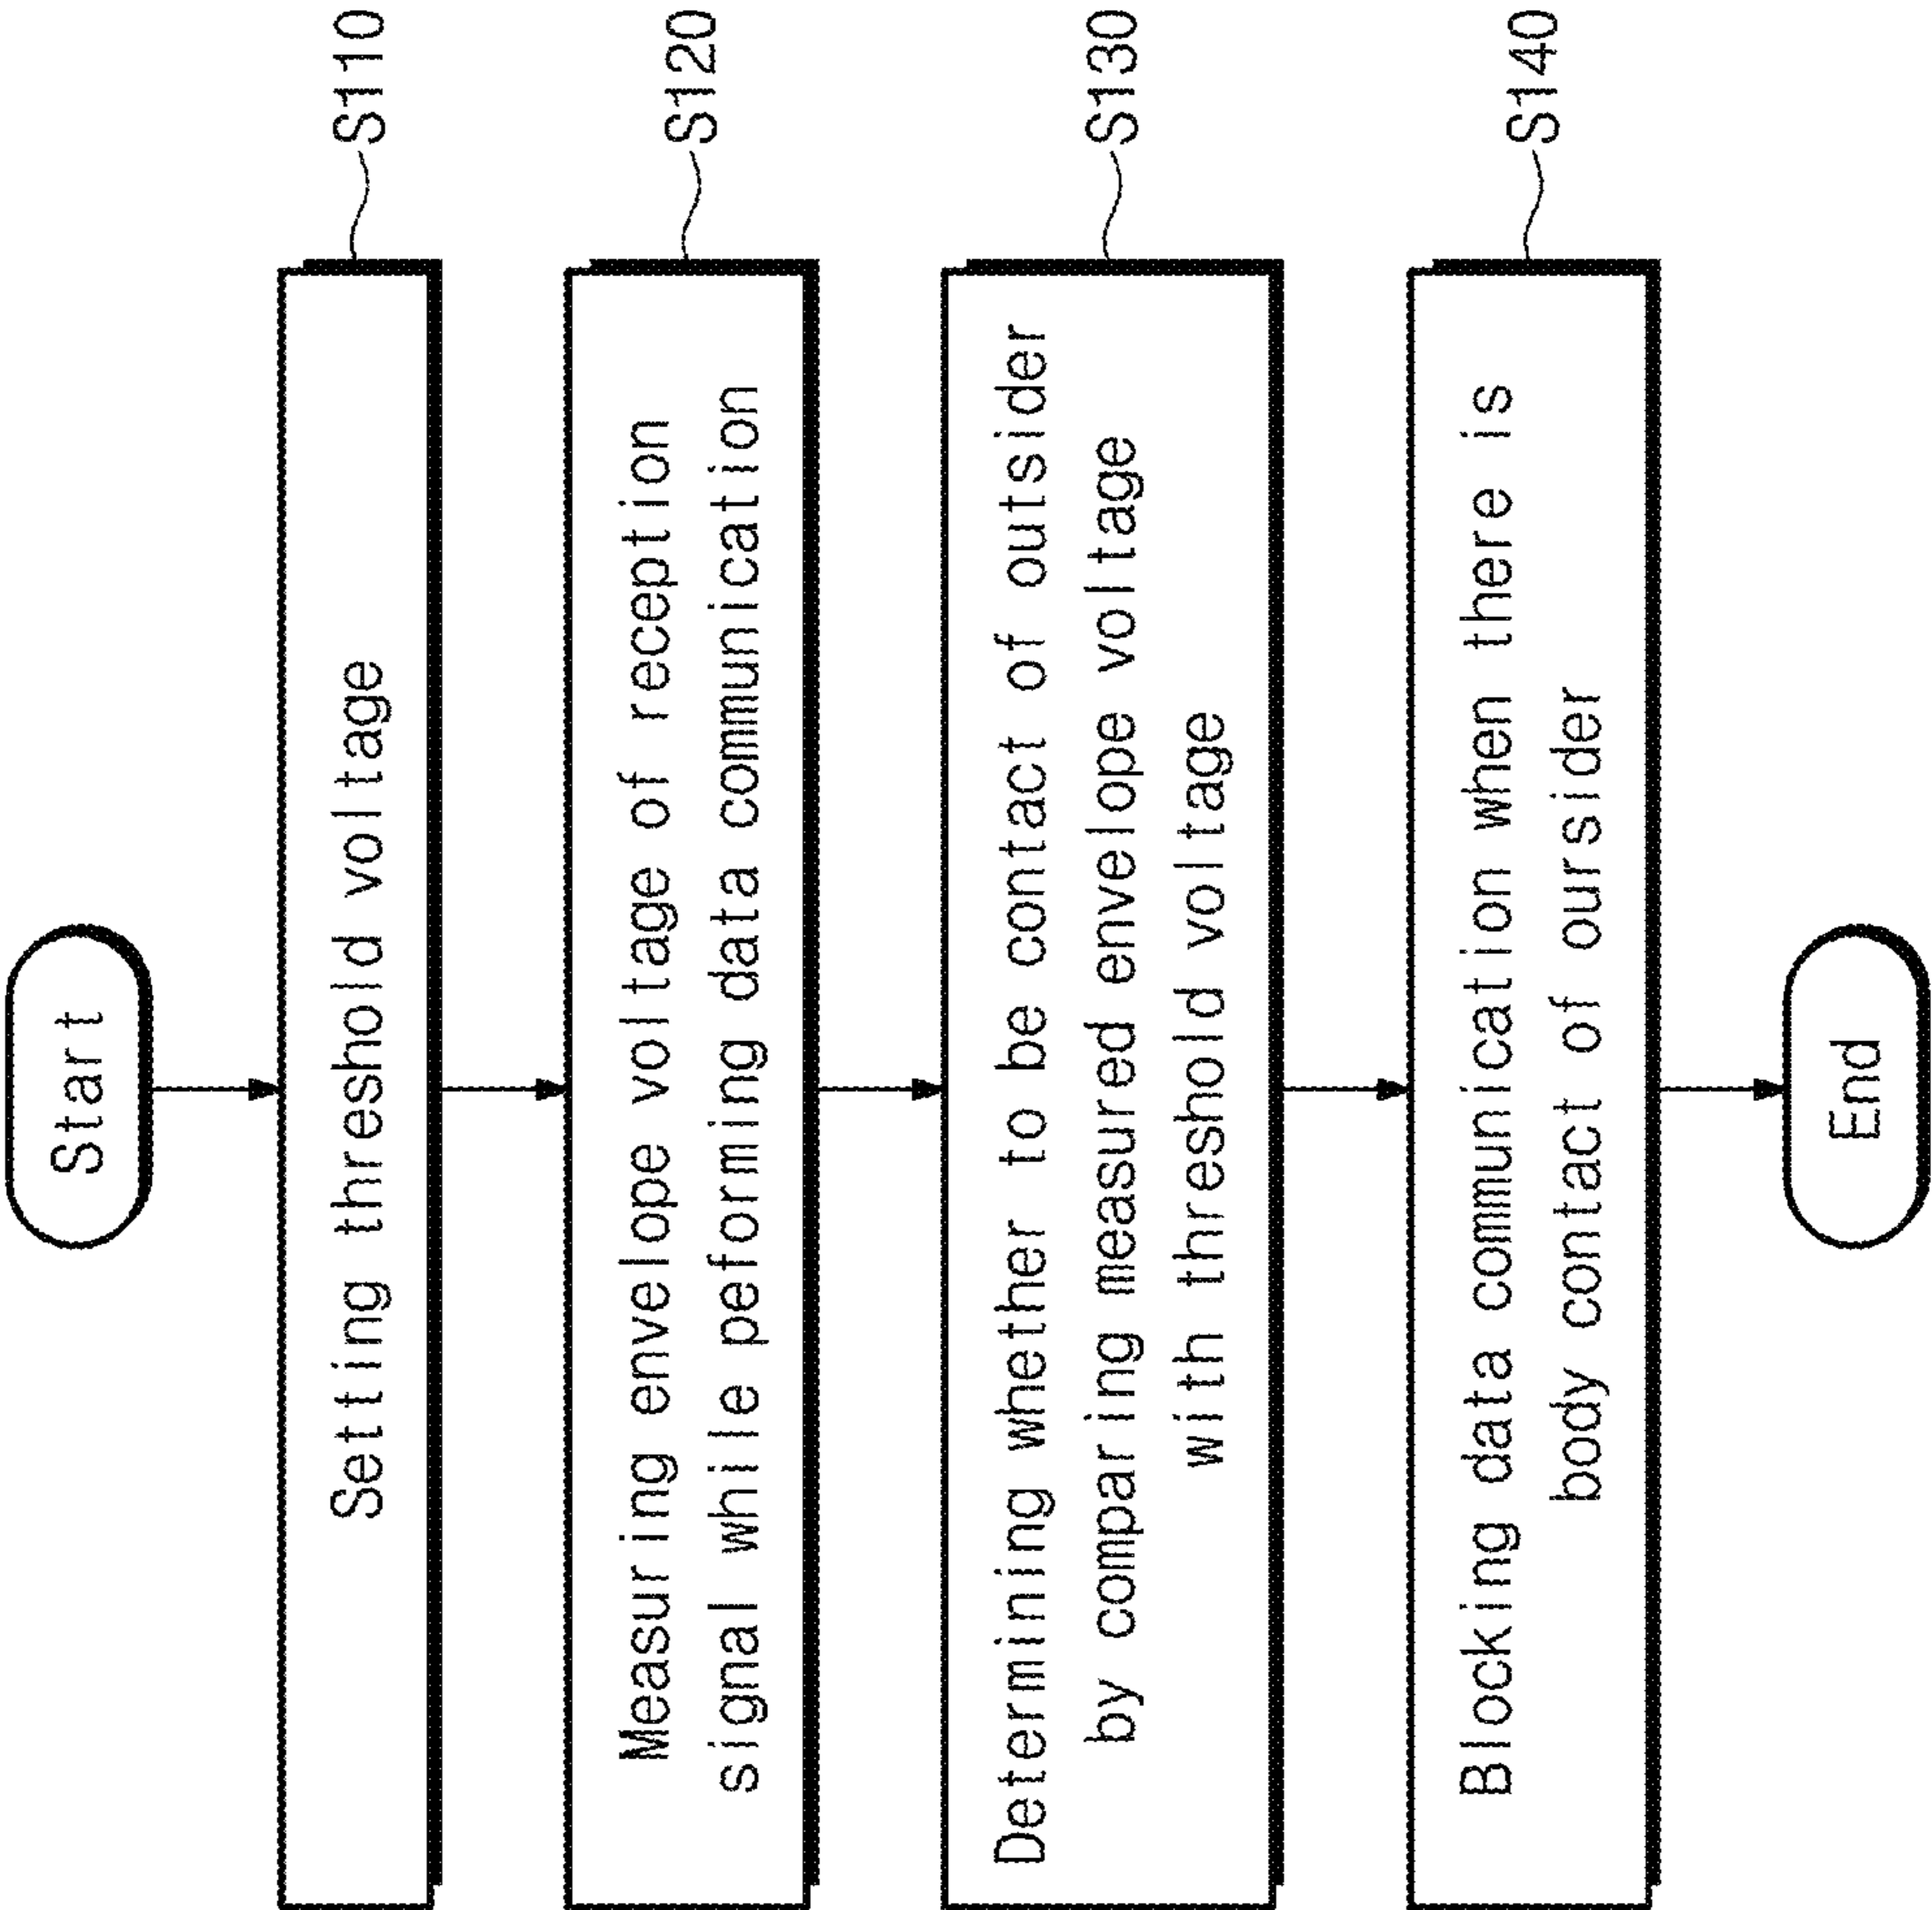 Start
Setting threshold voltage
S110
Measuring envelope voltage of reception
signal while peforming data communication
S120
Determining whether to be contact of outsider
by comparing measured envelope voltage
with threshold voltage
S130
Blocking data communication when there is
body contact of oursider
S140
End